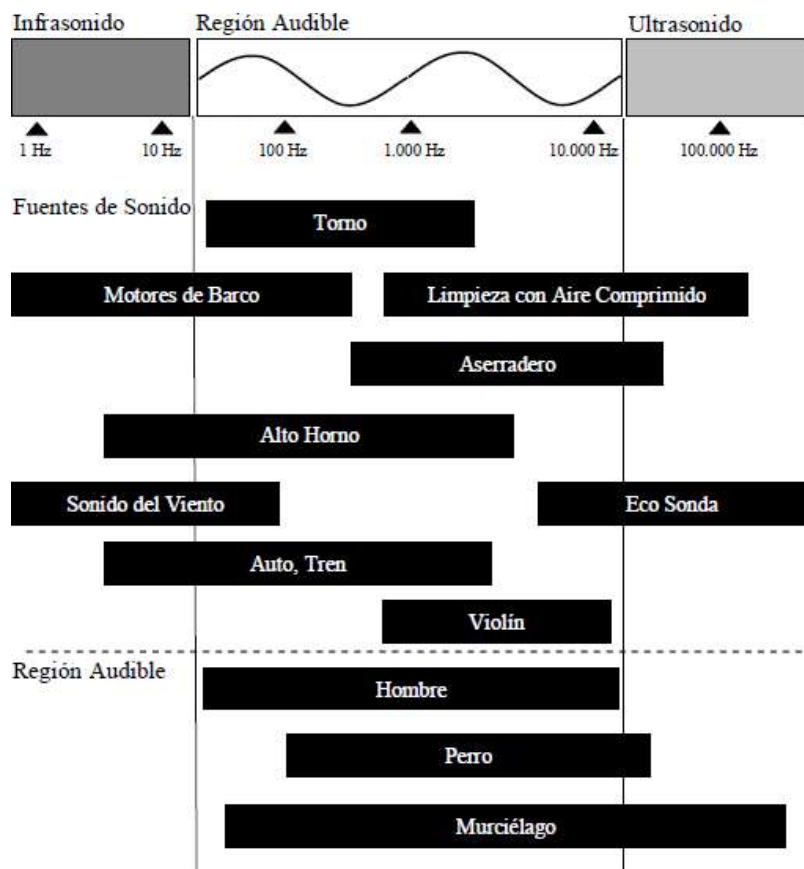 Infrasonido Región Audible Ultrasonido
1 Hz 10 Hz 100 Hz 1.000 Hz 10.000 Hz 100.000 Hz
Fuentes de Sonido
Torno
Motores de Barco Limpieza con Aire Comprimido
Aserradero
Alto Horno
Sonido del Viento Eco Sonda
Auto, Tren
Violín
Región Audible
Hombre
Perro
Murciélago